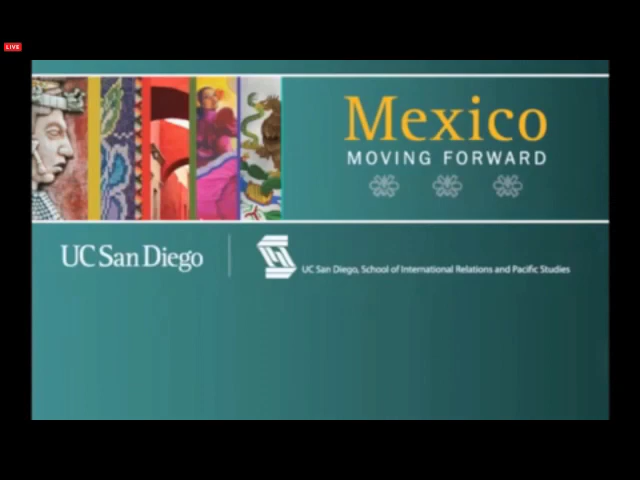 LIVE
Mexico
MOVING FORWARD
UC San Diego
UC San Diego, School of International Relations and Pacific Studies